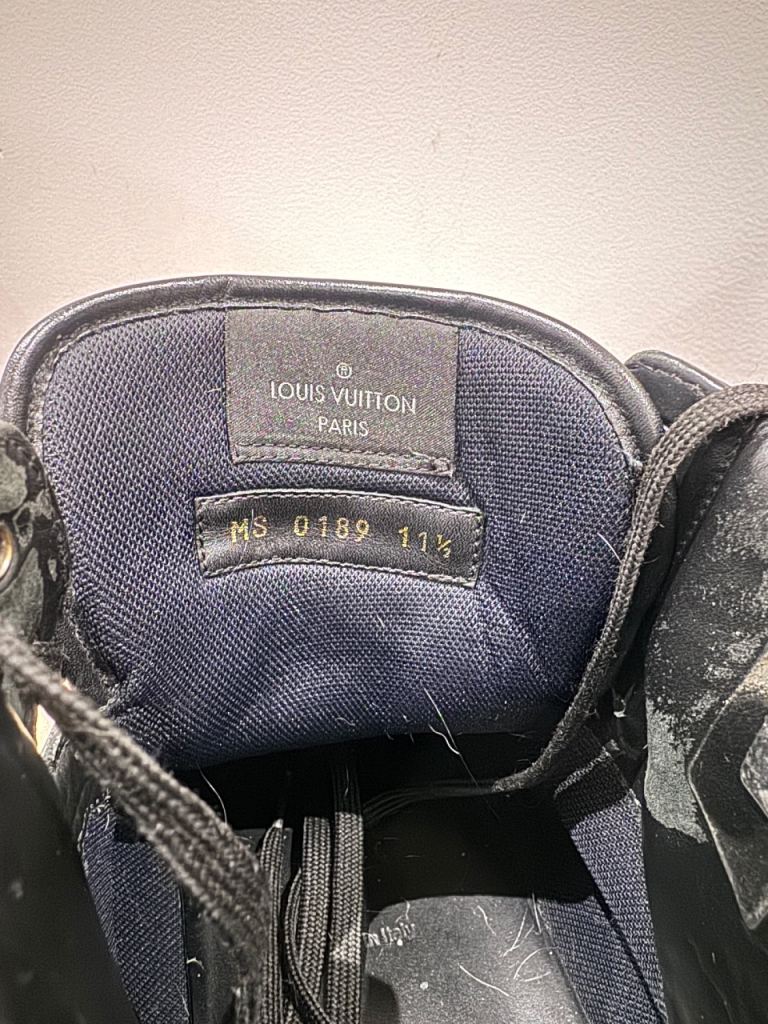 ®
LOUIS VUITTON
PARIS
MS 0189 11½